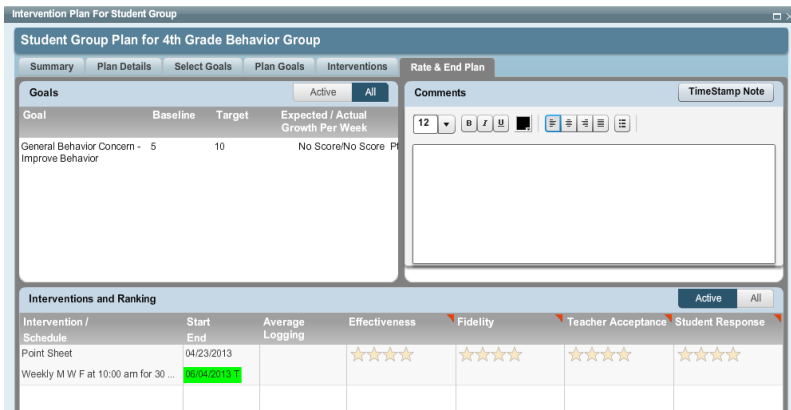 Intervention Plan For Student Group
Student Group Plan for 4th Grade Behavior Group
Summary Plan Details Select Goals Plan Goals Interventions Rate & End Plan
Goals Active All
Goal Baseline Target Expected / Actual
Growth Per Week
General Behavior Concern - 5 10 No Score/No Score
Improve Behavior
Comments TimeStamp Note
12 B I U
Interventions and Ranking Active All
Intervention / Start Average Effectiveness Fidelity Teacher Acceptance Student Response
Schedule End Logging
Point Sheet 04/23/2013
Weekly M W F at 10:00 am for 30 ... 06/04/2013 T